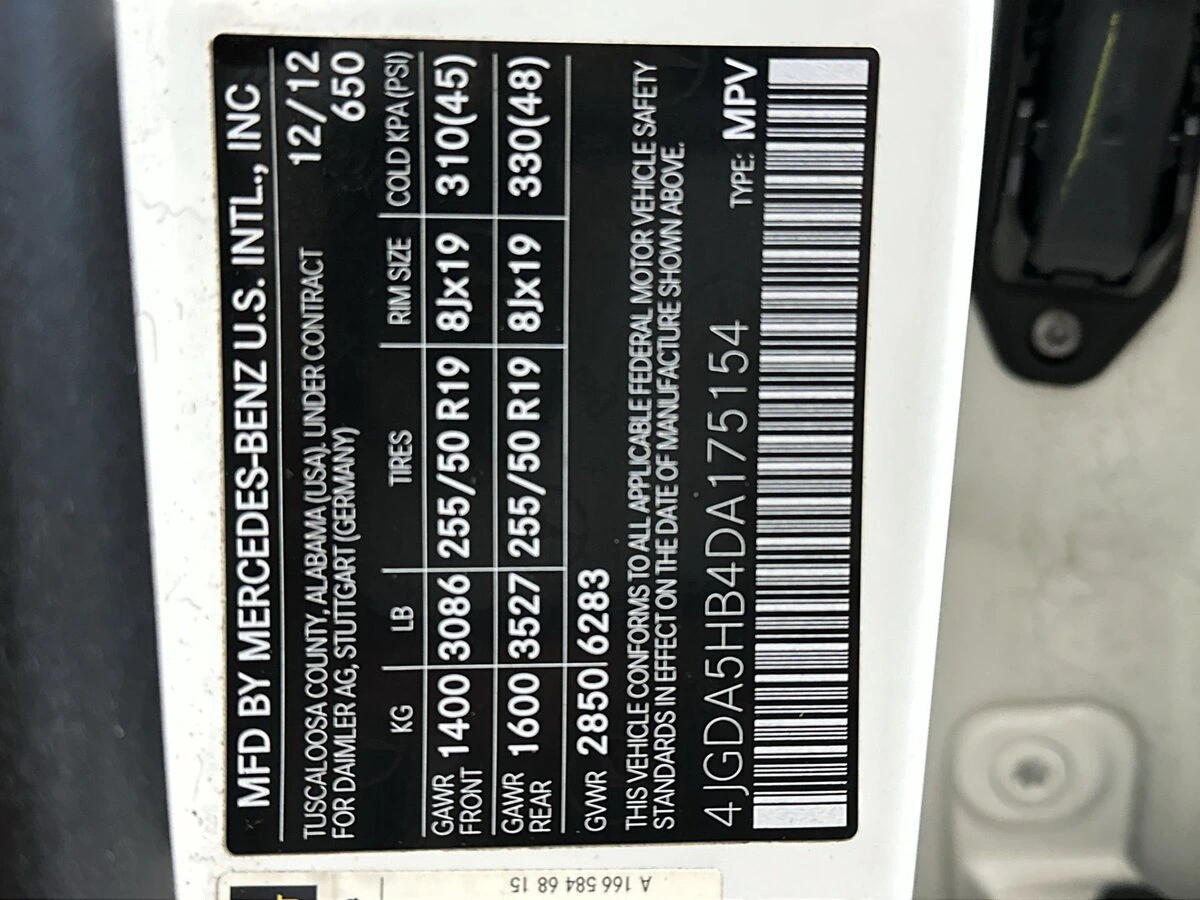 MFD BY MERCEDES-BENZ U.S. INTL., INC
TUSCALOOSA COUNTY, ALABAMA (USA). UNDER CONTRACT 12/12
FOR DAIMLER AG, STUTTGART (GERMANY) 650
KG LB TIRES RIM SIZE COLD KPA (PSI)
GAWR FRONT 1400 3086 255/50 R19 8Jx19 310(45)
GAWR REAR 1600 3527 255/50 R19 8Jx19 330(48)
GVWR 2850 6283
THIS VEHICLE CONFORMS TO ALL APPLICABLE FEDERAL MOTOR VEHICLE SAFETY
STANDARDS IN EFFECT ON THE DATE OF MANUFACTURE SHOWN ABOVE.
4JGDA5HB4DA175154 TYPE: MPV
A 166 584 68 15